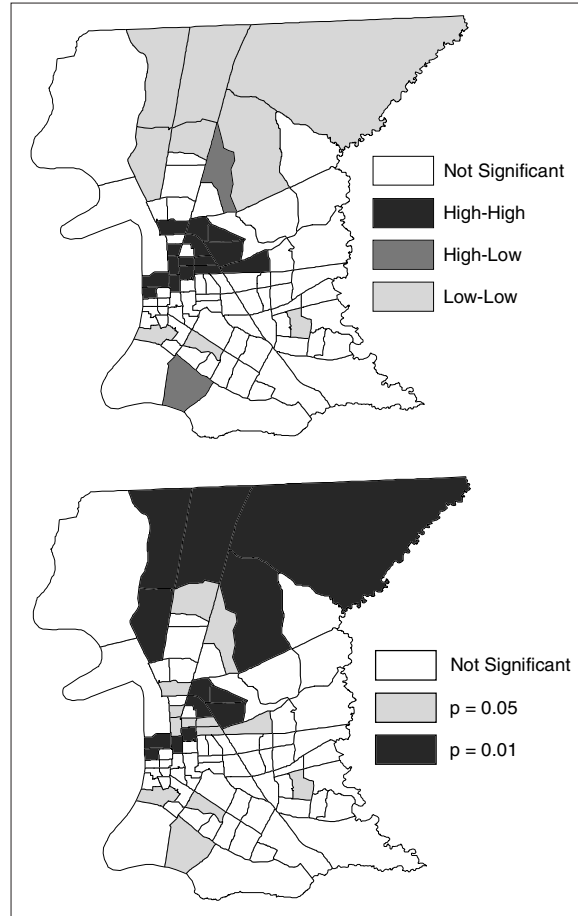 Not Significant
High-High
High-Low
Low-Low
Not Significant
p = 0.05
p = 0.01